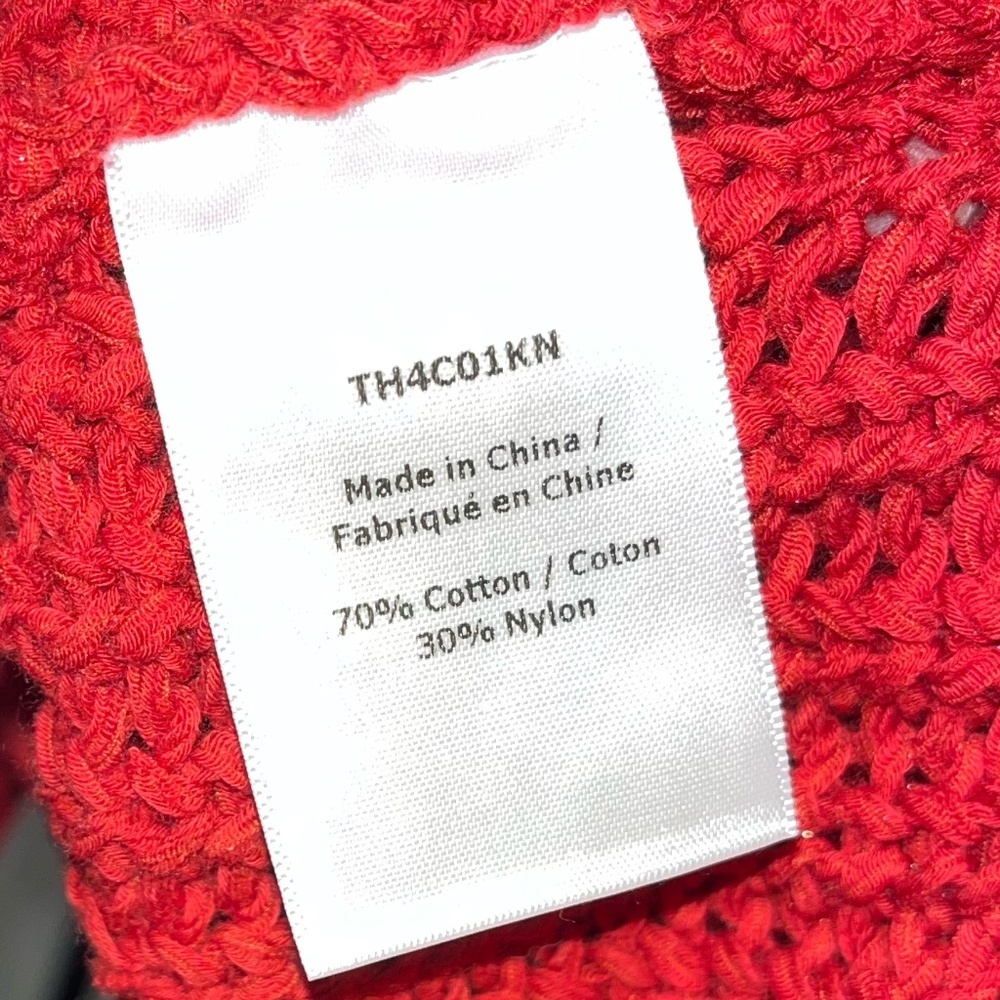 TH4C01KN
Made in China /
Fabriqué en Chine
70% Cotton / Coton
30% Nylon